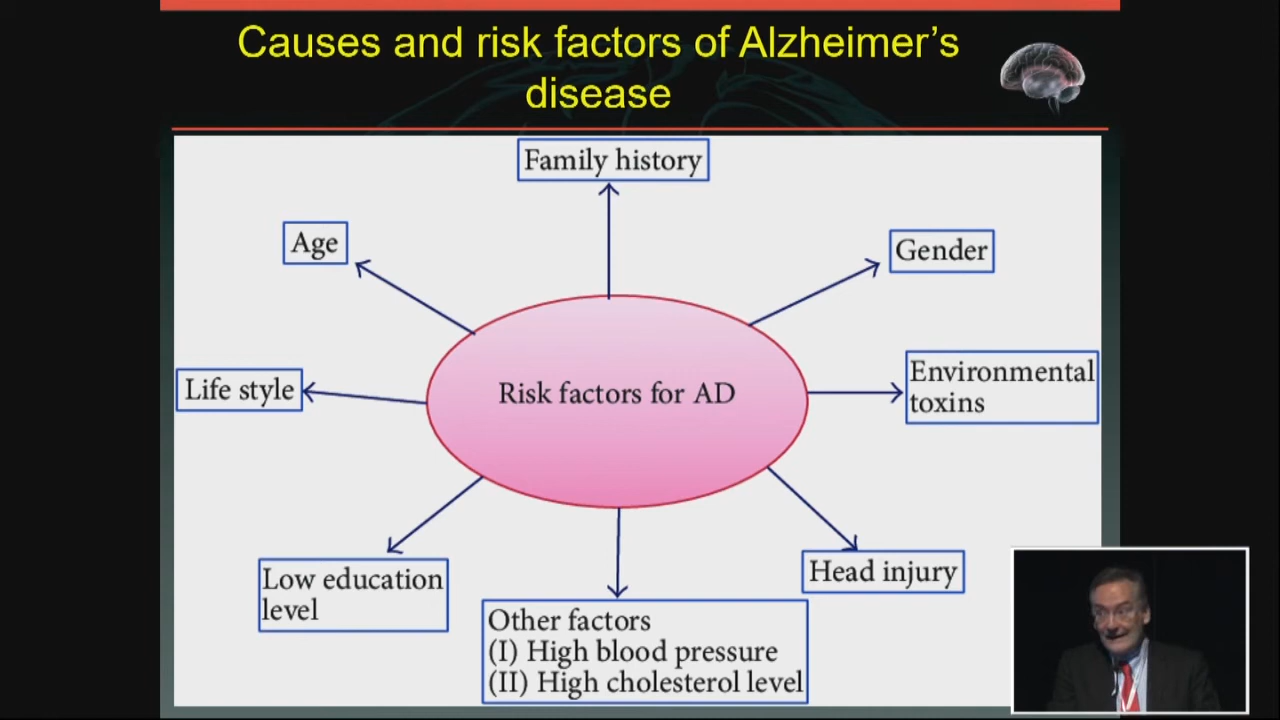 Causes and risk factors of Alzheimer's
disease
Family history
Age
Gender
Life style
Risk factors for AD
Environmental
toxins
Low education
level
Other factors
(I) High blood pressure
(II) High cholesterol level
Head injury